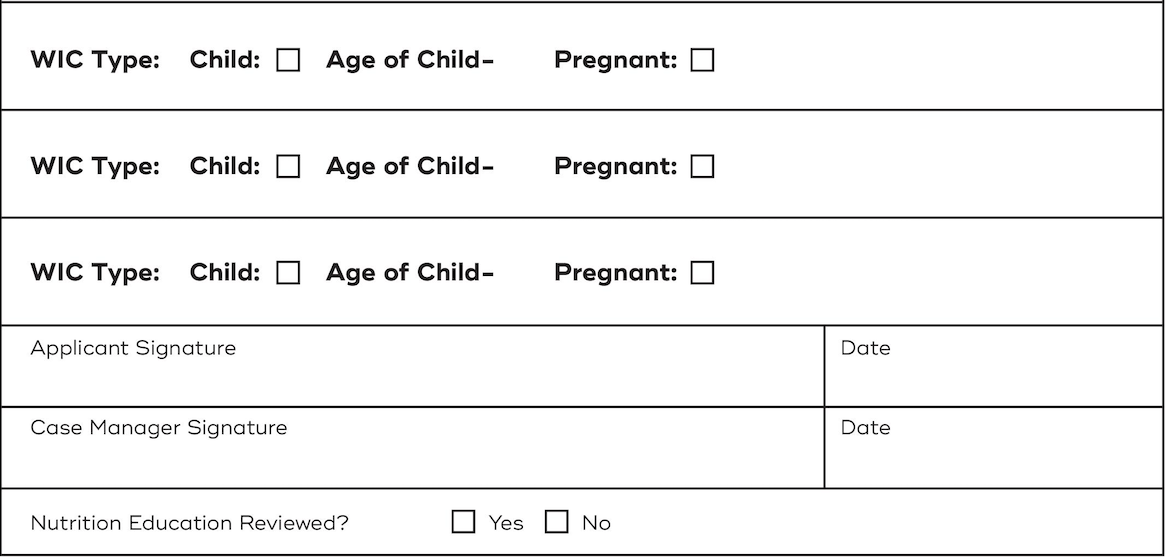 WIC Type: Child: Age of Child- Pregnant:
WIC Type: Child: Age of Child- Pregnant:
WIC Type: Child: Age of Child- Pregnant:
Applicant Signature Date
Case Manager Signature Date
Nutrition Education Reviewed? Yes No